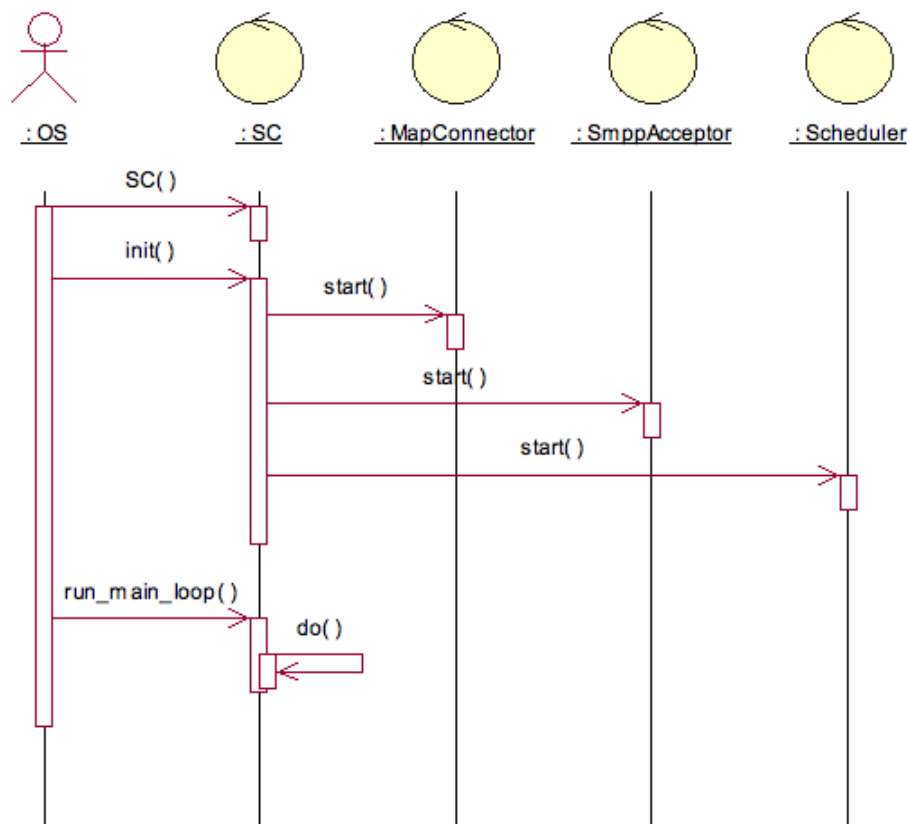 : OS
: SC
: MapConnector
: SmppAcceptor
: Scheduler
SC( )
init( )
start( )
start( )
start( )
run_main_loop( )
do( )